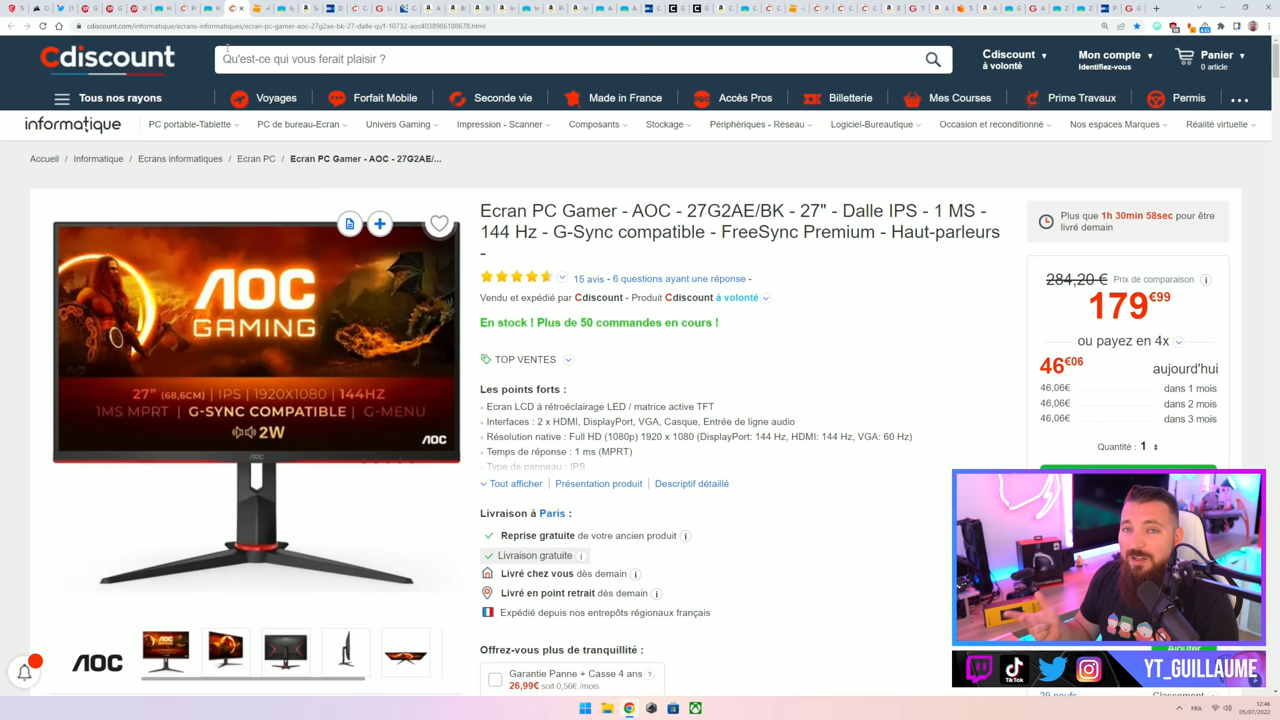 cdiscount.com/informatique/ecrans-informatiques/ecran-pc-gamer-aoc-27g2ae-bk-27-dalle-ip/f-10732-aoc4038986188678.html
Cdiscount
Qu'est-ce qui vous ferait plaisir ?
Cdiscount
à volonté
Mon compte
Identifiez-vous
Panier
0 article
Tous nos rayons
Voyages
Forfait Mobile
Seconde vie
Made in France
Accès Pros
Billetterie
Mes Courses
Prime Travaux
Permis
informatique
PC portable-Tablette
PC de bureau-Ecran
Univers Gaming
Impression - Scanner
Composants
Stockage
Périphériques - Réseau
Logiciel-Bureautique
Occasion et reconditionné
Nos espaces Marques
Réalité virtuelle
Accueil / Informatique / Ecrans informatiques / Ecran PC / Ecran PC Gamer - AOC - 27G2AE/...
AOC
GAMING
27" (68,6CM) | IPS | 1920X1080 | 144HZ
1MS MPRT | G-SYNC COMPATIBLE | G-MENU
2W
AOC
AOC
AOC
Ecran PC Gamer - AOC - 27G2AE/BK - 27" - Dalle IPS - 1 MS -
144 Hz - G-Sync compatible - FreeSync Premium - Haut-parleurs
-
15 avis - 6 questions ayant une réponse -
Vendu et expédié par Cdiscount - Produit Cdiscount à volonté
En stock ! Plus de 50 commandes en cours !
TOP VENTES
Les points forts :
Ecran LCD à rétroéclairage LED / matrice active TFT
Interfaces : 2 x HDMI, DisplayPort, VGA, Casque, Entrée de ligne audio
Résolution native : Full HD (1080p) 1920 x 1080 (DisplayPort: 144 Hz, HDMI: 144 Hz, VGA: 60 Hz)
Temps de réponse : 1 ms (MPRT)
Type de panneau : IPS
Tout afficher | Présentation produit | Descriptif détaillé
Livraison à Paris :
Reprise gratuite de votre ancien produit
Livraison gratuite
Livré chez vous dès demain
Livré en point retrait dès demain
Expédié depuis nos entrepôts régionaux français
Offrez-vous plus de tranquillité :
Garantie Panne + Casse 4 ans ?
26,99€ soit 0,56€ /mois
Plus que 1h 30min 58sec pour être
livré demain
284,20 € Prix de comparaison
179€99
ou payez en 4x
46€06 aujourd'hui
46,06€ dans 1 mois
46,06€ dans 2 mois
46,06€ dans 3 mois
Quantité : 1
Ajouter
YT_GUILLAUME
29 neufs
Classement
FRA
12:46
05/07/2022